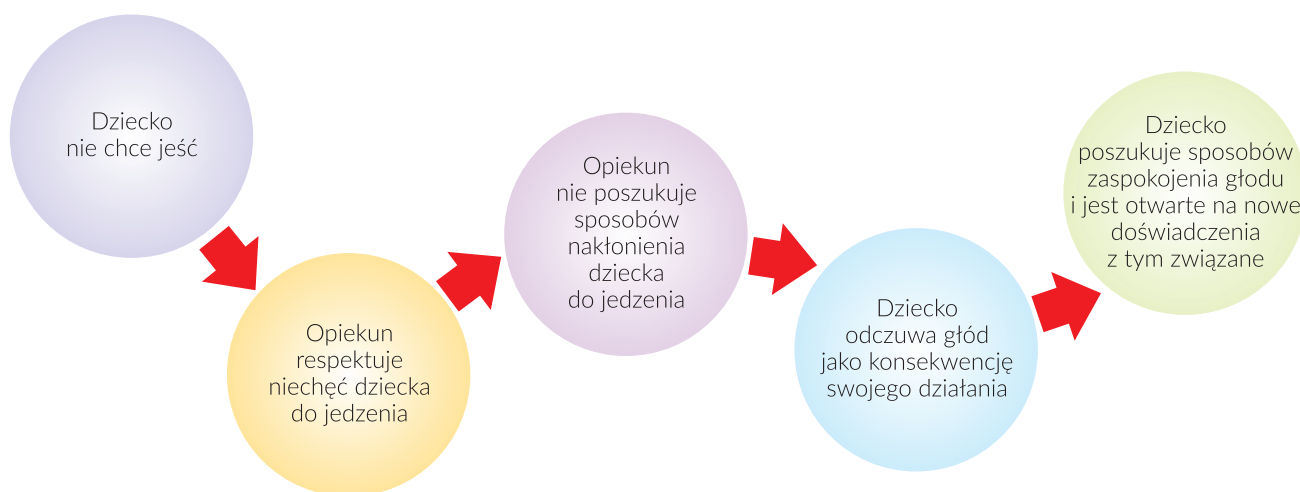 Dziecko
nie chce jeść
Opiekun
respektuje
niechęć dziecka
do jedzenia
Opiekun
nie poszukuje
sposobów
nakłonienia
dziecka
do jedzenia
Dziecko
odczuwa głód
jako konsekwencję
swojego działania
Dziecko
poszukuje sposobów
zaspokojenia głodu
i jest otwarte na nowe
doświadczenia
z tym związane